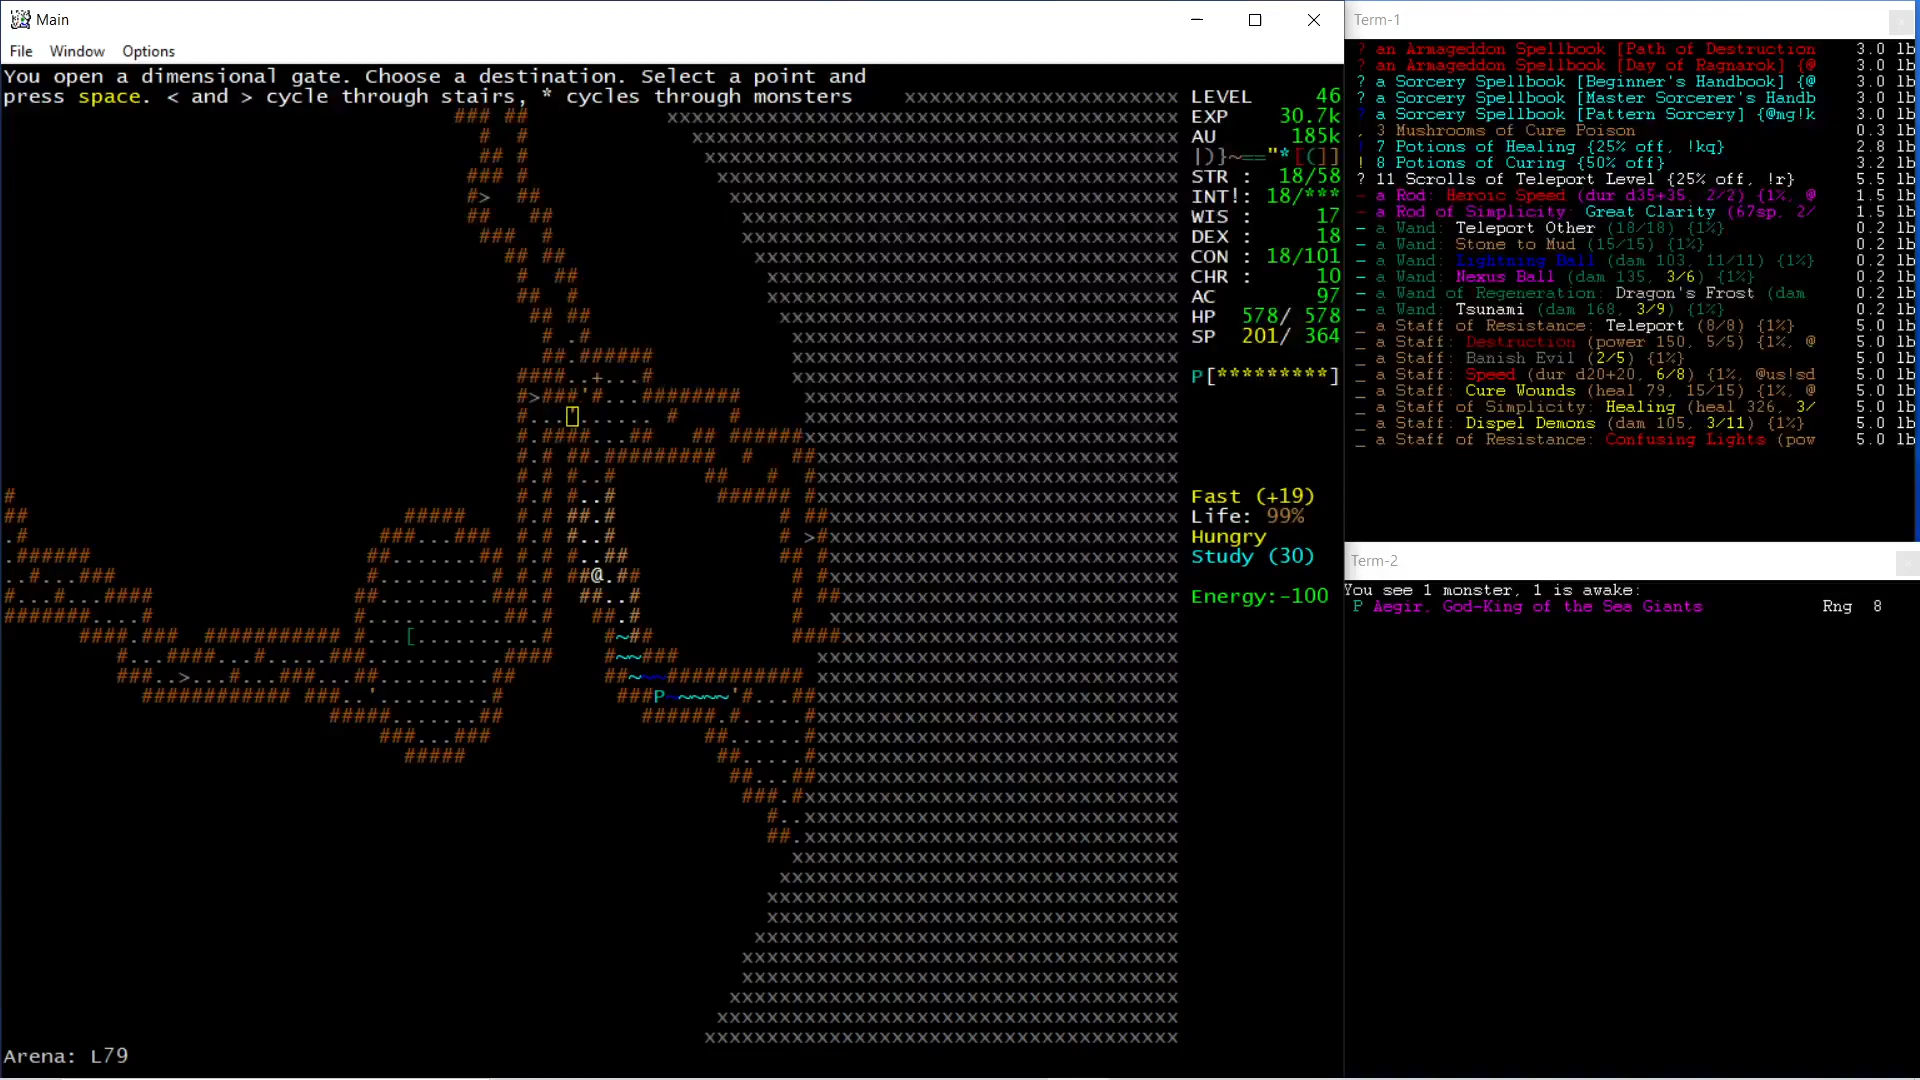 Main
File Window Options
You open a dimensional gate. Choose a destination. Select a point and
press space. < and > cycle through stairs, * cycles through monsters
LEVEL 46
EXP 30.7k
AU 185k
|)}~=="*[(]]
STR : 18/58
INT!: 18/***
WIS : 17
DEX : 18
CON : 18/101
CHR : 10
AC 97
HP 578/ 578
SP 201/ 364
P[*********]
Fast (+19)
Life: 99%
Hungry
Study (30)
Energy:-100
Arena: L79
Term-1
? an Armageddon Spellbook [Path of Destruction 3.0 lb
? an Armageddon Spellbook [Day of Ragnarok] {@ 3.0 lb
? a Sorcery Spellbook [Beginner's Handbook] {@ 3.0 lb
? a Sorcery Spellbook [Master Sorcerer's Handb 3.0 lb
? a Sorcery Spellbook [Pattern Sorcery] {@mg!k 3.0 lb
, 3 Mushrooms of Cure Poison 0.3 lb
! 7 Potions of Healing {25% off, !kq} 2.8 lb
! 8 Potions of Curing {50% off} 3.2 lb
? 11 Scrolls of Teleport Level {25% off, !r} 5.5 lb
- a Rod: Heroic Speed (dur d35+35, 2/2) {1%, @ 1.5 lb
- a Rod of Simplicity: Great Clarity (67sp, 2/ 1.5 lb
- a Wand: Teleport Other (18/18) {1%} 0.2 lb
- a Wand: Stone to Mud (15/15) {1%} 0.2 lb
- a Wand: Lightning Ball (dam 103, 11/11) {1%} 0.2 lb
- a Wand: Nexus Ball (dam 135, 3/6) {1%} 0.2 lb
- a Wand of Regeneration: Dragon's Frost (dam 0.2 lb
- a Wand: Tsunami (dam 168, 3/9) {1%} 0.2 lb
_ a Staff of Resistance: Teleport (8/8) {1%} 5.0 lb
_ a Staff: Destruction (power 150, 5/5) {1%, @ 5.0 lb
_ a Staff: Banish Evil (2/5) {1%} 5.0 lb
_ a Staff: Speed (dur d20+20, 6/8) {1%, @us!sd 5.0 lb
_ a Staff: Cure Wounds (heal 79, 15/15) {1%, @ 5.0 lb
_ a Staff of Simplicity: Healing (heal 326, 3/ 5.0 lb
_ a Staff: Dispel Demons (dam 105, 3/11) {1%} 5.0 lb
_ a Staff of Resistance: Confusing Lights (pow 5.0 lb
Term-2
You see 1 monster, 1 is awake:
P Aegir, God-King of the Sea Giants Rng 8